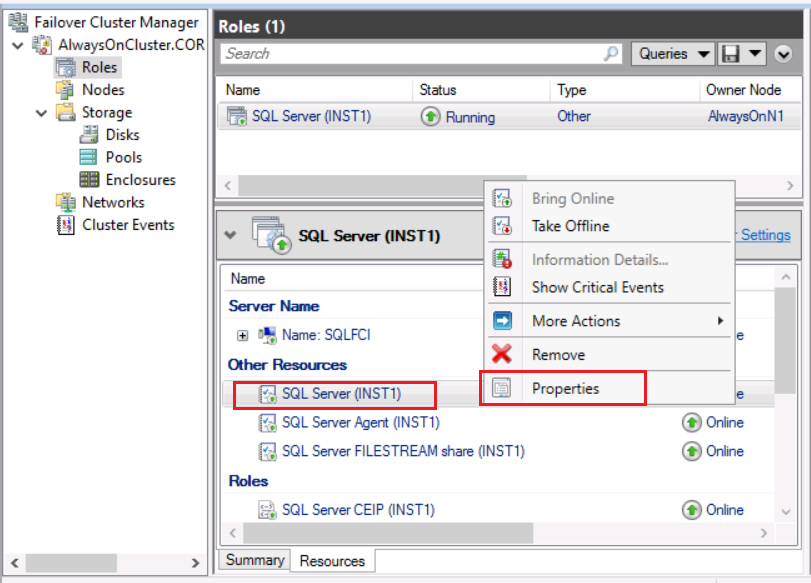 Failover Cluster Manager
AlwaysOnCluster.COR
Roles
Nodes
Storage
Disks
Pools
Enclosures
Networks
Cluster Events
Roles (1)
Search
Queries
Name Status Type Owner Node
SQL Server (INST1) Running Other AlwaysOnN1
SQL Server (INST1)
Settings
Name
Server Name
Name: SQLFCI
Other Resources
SQL Server (INST1)
SQL Server Agent (INST1) Online
SQL Server FILESTREAM share (INST1) Online
Roles
SQL Server CEIP (INST1) Online
Summary Resources
Bring Online
Take Offline
Information Details...
Show Critical Events
More Actions
Remove
Properties